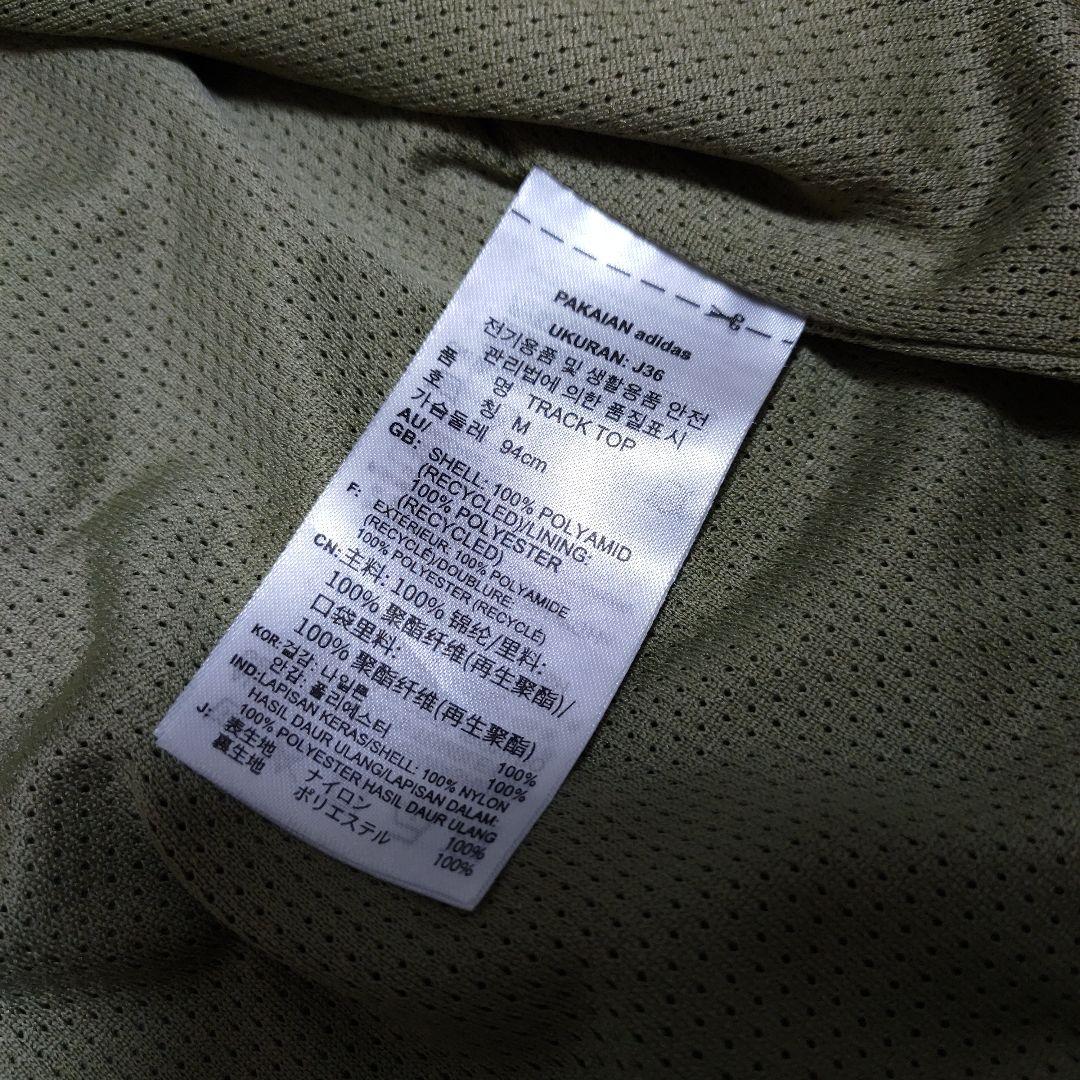 PAKAIAN adidas
UKURAN: J36
전기용품 및 생활용품 안전
관리법에 의한 품질표시
품 명 TRACK TOP
호 칭 M
가슴둘레 94cm
AU/
GB: SHELL: 100% POLYAMID
(RECYCLED)/LINING:
100% POLYESTER
(RECYCLED)
F: EXTERIEUR: 100% POLYAMIDE
(RECYCLÉ)/DOUBLURE:
100% POLYESTER (RECYCLÉ)
CN: 主料: 100% 锦纶/里料:
100% 聚酯纤维(再生聚酯)/
口袋里料:
100% 聚酯纤维(再生聚酯)
KOR: 겉감: 나일론 100%
안감: 폴리에스터 100%
IND: LAPISAN KERAS/SHELL: 100% NYLON
HASIL DAUR ULANG/LAPISAN DALAM:
100% POLYESTER HASIL DAUR ULANG
J: 表生地 ナイロン 100%
裏生地 ポリエステル 100%